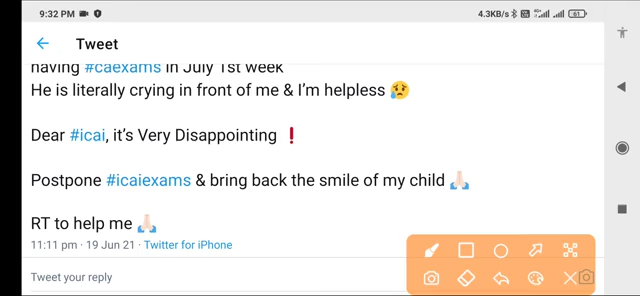 9:32 PM
4.3KB/s 4G+ 61
Tweet
having #caexams in July 1st week
He is literally crying in front of me & I'm helpless 😢
Dear #icai, it's Very Disappointing ❗
Postpone #icaiexams & bring back the smile of my child 🙏🏻
RT to help me 🙏🏻
11:11 pm · 19 Jun 21 · Twitter for iPhone
Tweet your reply